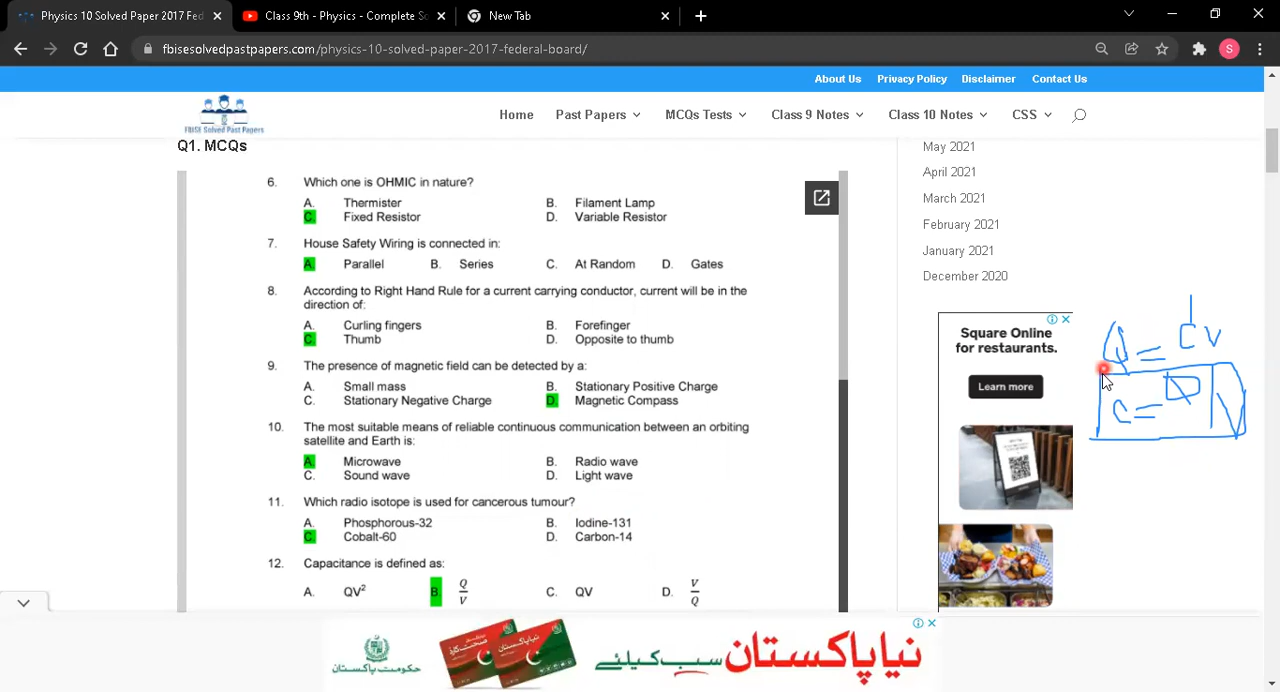 Physics 10 Solved Paper 2017 Fed
Class 9th - Physics - Complete So
New Tab
fbisesolvedpastpapers.com/physics-10-solved-paper-2017-federal-board/
S
About Us Privacy Policy Disclaimer Contact Us
FBISE Solved Past Papers
Home Past Papers MCQs Tests Class 9 Notes Class 10 Notes CSS
Q1. MCQs
6. Which one is OHMIC in nature?
A. Thermister B. Filament Lamp
C. Fixed Resistor D. Variable Resistor
7. House Safety Wiring is connected in:
A. Parallel B. Series C. At Random D. Gates
8. According to Right Hand Rule for a current carrying conductor, current will be in the
direction of:
A. Curling fingers B. Forefinger
C. Thumb D. Opposite to thumb
9. The presence of magnetic field can be detected by a:
A. Small mass B. Stationary Positive Charge
C. Stationary Negative Charge D. Magnetic Compass
10. The most suitable means of reliable continuous communication between an orbiting
satellite and Earth is:
A. Microwave B. Radio wave
C. Sound wave D. Light wave
11. Which radio isotope is used for cancerous tumour?
A. Phosphorous-32 B. Iodine-131
C. Cobalt-60 D. Carbon-14
12. Capacitance is defined as:
A. QV² B. Q/V C. QV D. V/Q
May 2021
April 2021
March 2021
February 2021
January 2021
December 2020
Square Online
for restaurants.
Learn more
Q = CV
C = Q V
حکومتِ پاکستان
نیا پاکستان سب کیلئے